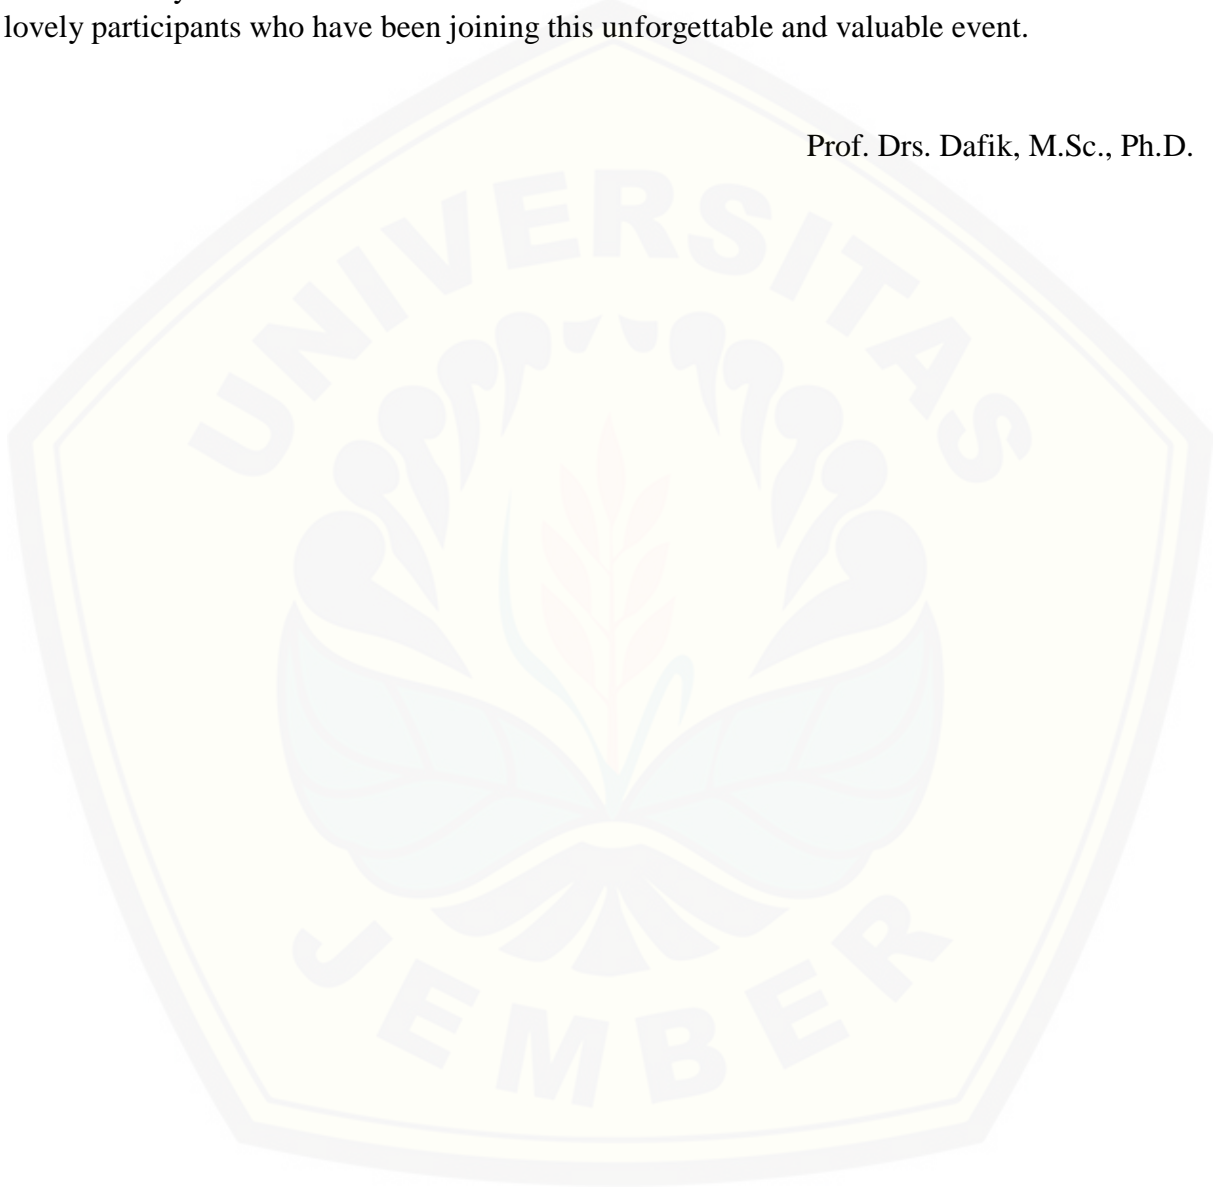 lovely participants who have been joining this unforgettable and valuable event.
Prof. Drs. Dafik, M.Sc., Ph.D.
UNIVERSITAS
JEMBER